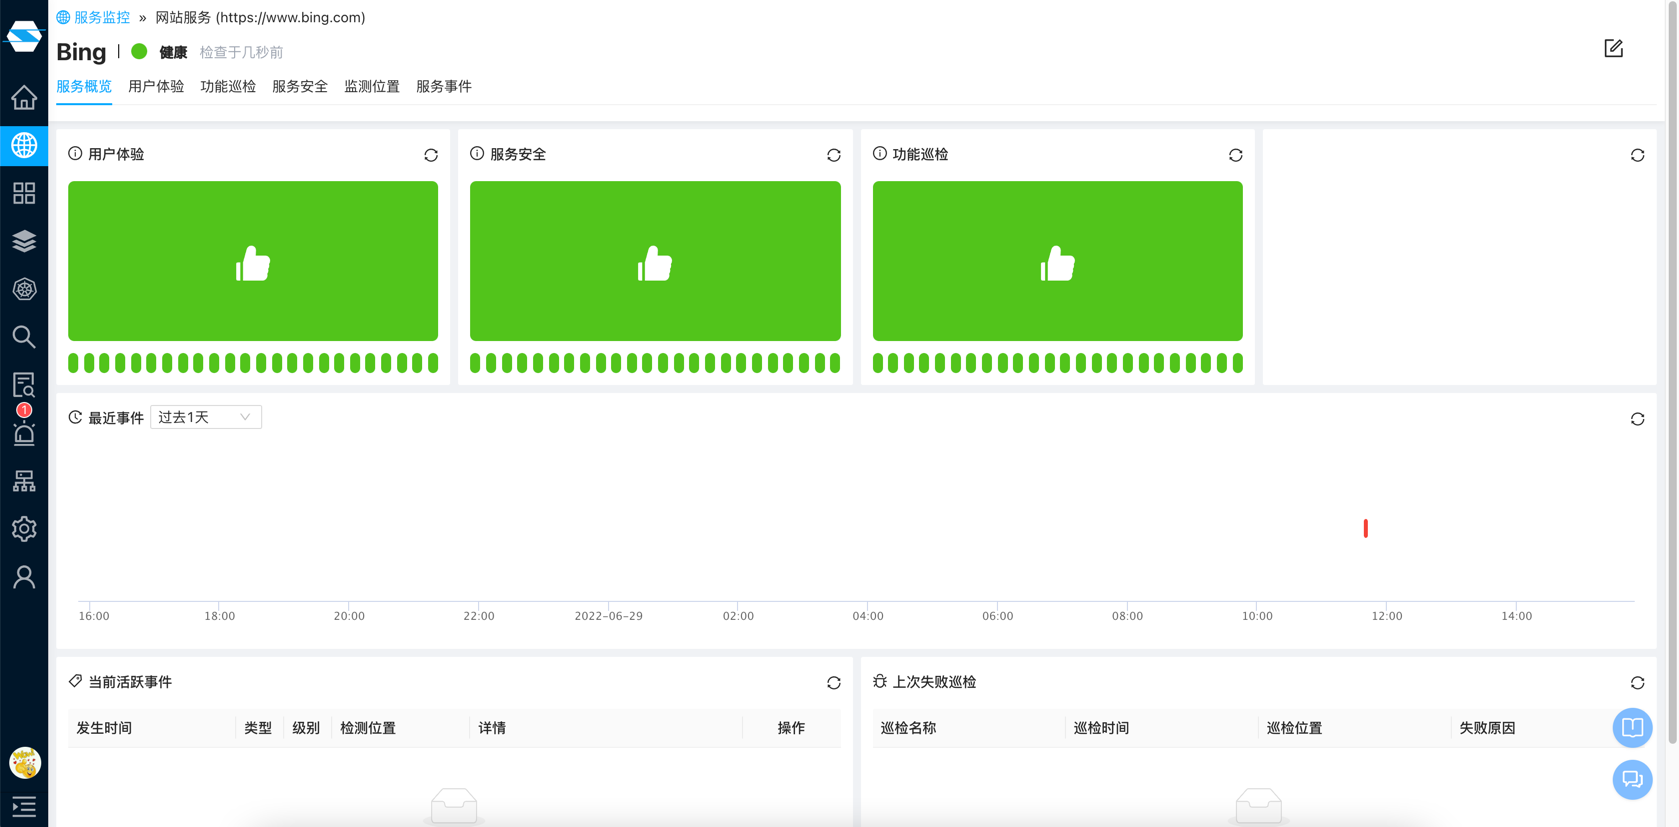 服务监控 » 网站服务 (https://www.bing.com)
Bing | 健康 检查于几秒前
服务概览 用户体验 功能巡检 服务安全 监测位置 服务事件
用户体验 服务安全 功能巡检
1
最近事件 过去1天
16:00 18:00 20:00 22:00 2022-06-29 02:00 04:00 06:00 08:00 10:00 12:00 14:00
当前活跃事件 上次失败巡检
发生时间 类型 级别 检测位置 详情 操作 巡检名称 巡检时间 巡检位置 失败原因